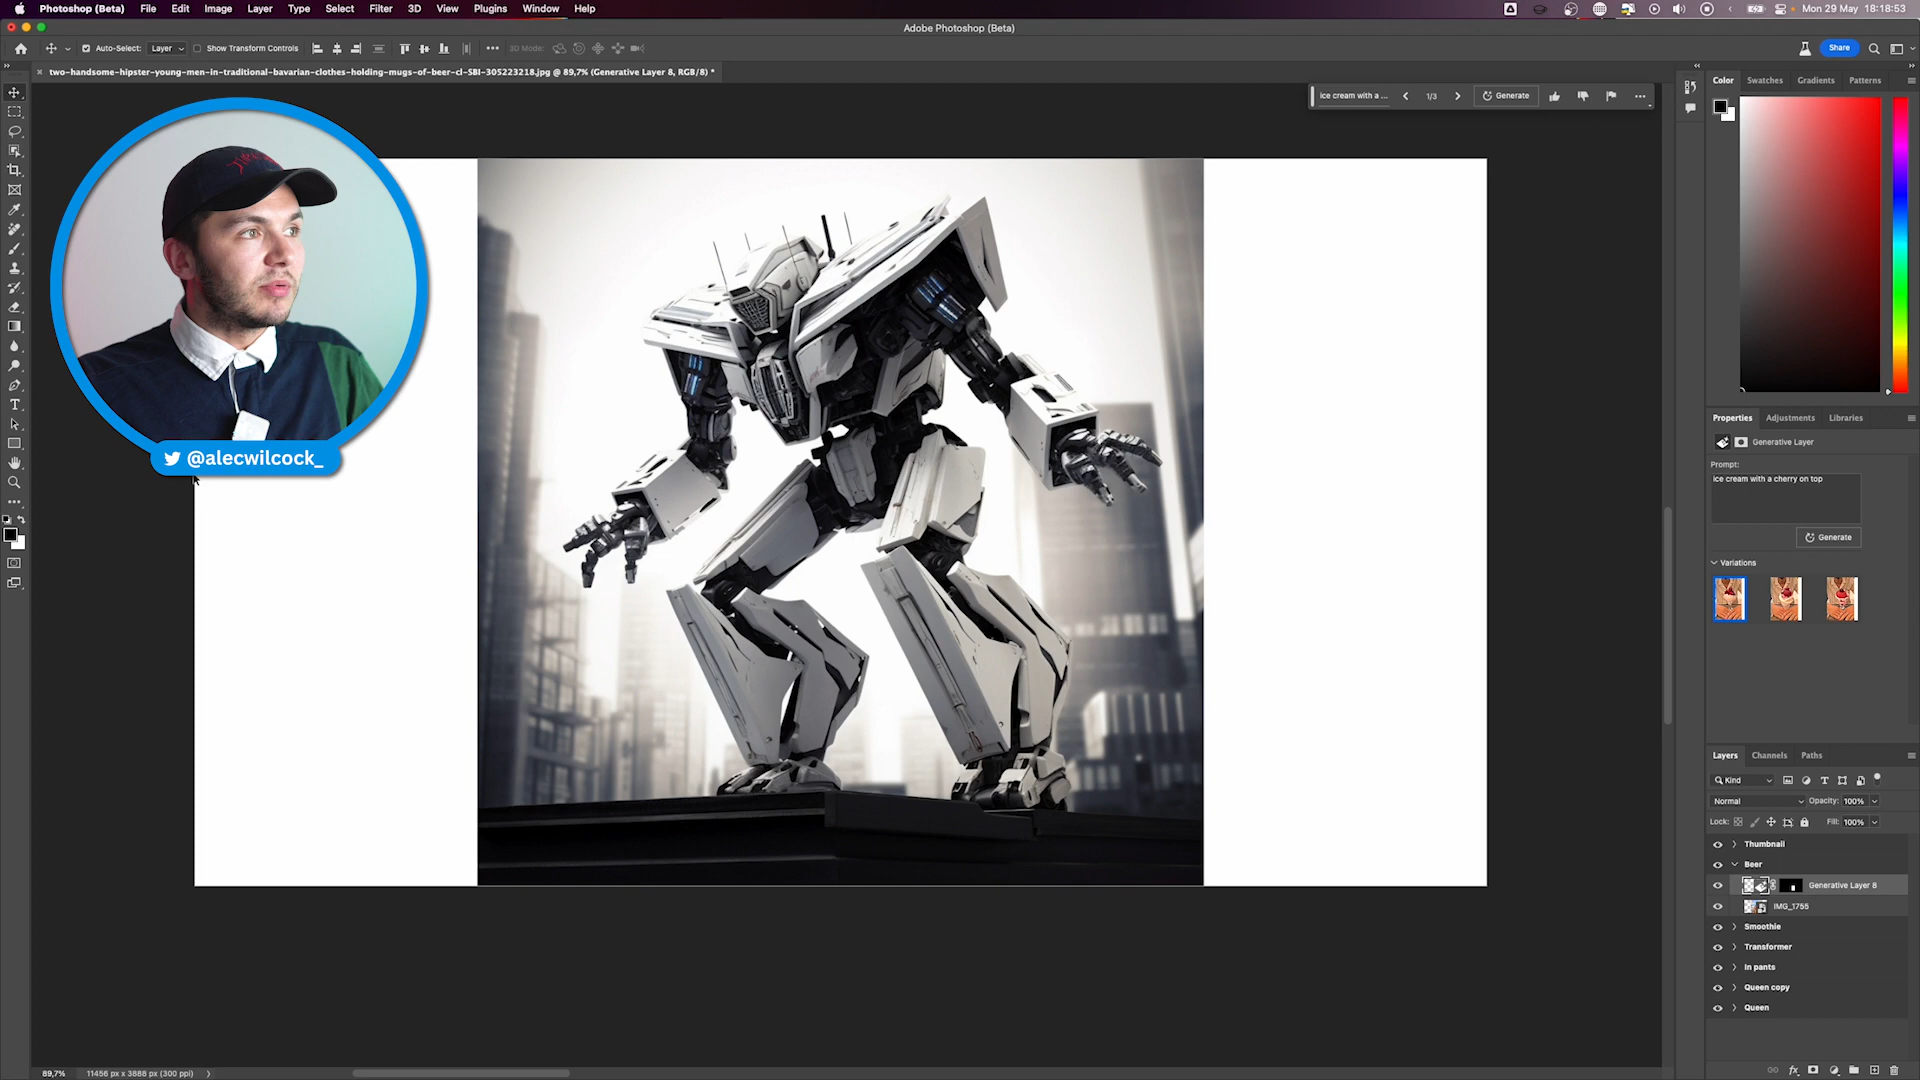 Photoshop (Beta) File Edit Image Layer Type Select Filter 3D View Plugins Window Help
Mon 29 May 18:18:53
Adobe Photoshop (Beta)
Auto-Select: Layer Show Transform Controls
3D Mode:
Share
two-handsome-hipster-young-men-in-traditional-bavarian-clothes-holding-mugs-of-beer-cl-SBI-305223218.jpg @ 89,7% (Generative Layer 8, RGB/8) *
ice cream with a ... 1/3 Generate
@alecwilcock_
Color Swatches Gradients Patterns
Properties Adjustments Libraries
Generative Layer
Prompt:
ice cream with a cherry on top
Generate
Variations
Layers Channels Paths
Kind
Normal Opacity: 100%
Lock: Fill: 100%
Thumbnail
Beer
Generative Layer 8
IMG_1755
Smoothie
Transformer
In pants
Queen copy
Queen
89,7% 11456 px x 3888 px (300 ppi)